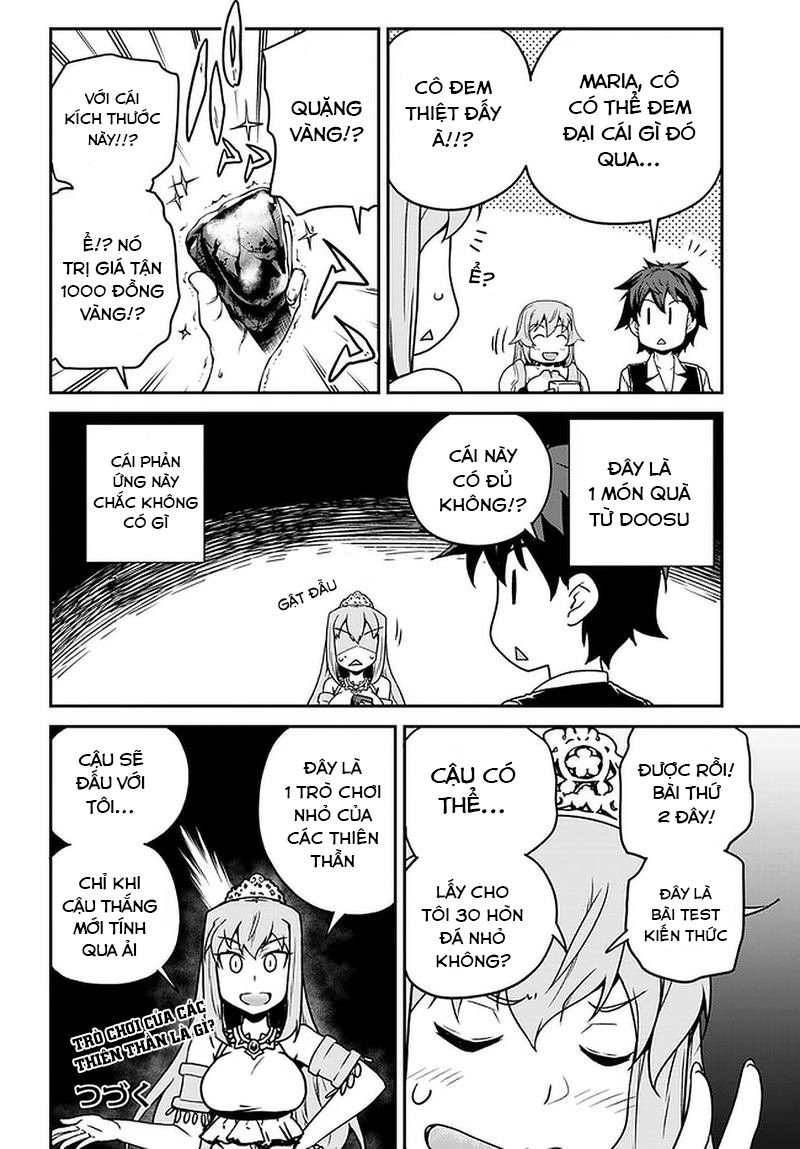 MARIA, CÔ
CÓ THỂ ĐEM
ĐẠI CÁI GÌ ĐÓ
QUA...
CÔ ĐEM
THIỆT ĐẤY
À!!?
Ể?
QUẶNG
VÀNG!?
VỚI CÁI
KÍCH THƯỚC
NÀY!!?
Ể!? NÓ
TRỊ GIÁ TẬN
1000 ĐỒNG
VÀNG!?
ĐÂY LÀ
1 MÓN QUÀ
TỪ DOOSU
CÁI NÀY
CÓ ĐỦ
KHÔNG!?
GẬT ĐẦU
CÁI PHẢN
ỨNG NÀY
CHẮC KHÔNG
CÓ GÌ
ĐƯỢC RỒI!
BÀI THỨ
2 ĐÂY!
ĐÂY LÀ
BÀI TEST
KIẾN THỨC
CẬU CÓ
THỂ...
LẤY CHO
TÔI 30 HÒN
ĐÁ NHỎ
KHÔNG?
ĐÂY LÀ
1 TRÒ CHƠI
NHỎ CỦA
CÁC THIÊN
THẦN
CẬU SẼ
ĐẤU VỚI
TÔI...
CHỈ KHI
CẬU THẮNG
MỚI TÍNH
QUA ẢI
TRÒ CHƠI CỦA CÁC
THIÊN THẦN LÀ GÌ?
つづく